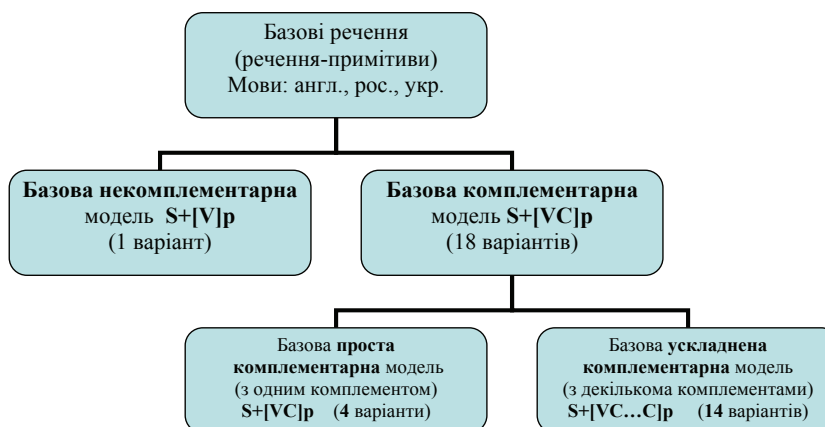 Базові речення
(речення-примітиви)
Мови: англ., рос., укр.
Базова некомплементарна
модель S+[V]p
(1 варіант)
Базова комплементарна
модель S+[VC]p
(18 варіантів)
Базова проста
комплементарна модель
(з одним комплементом)
S+[VC]p (4 варіанти)
Базова ускладнена
комплементарна модель
(з декількома комплементами)
S+[VC…C]p (14 варіантів)